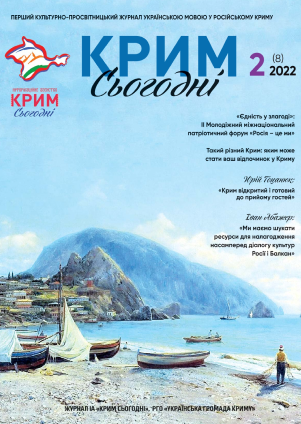 ПЕРШИЙ КУЛЬТУРНО-ПРОСВІТНИЦЬКИЙ ЖУРНАЛ УКРАЇНСЬКОЮ МОВОЮ У РОСІЙСЬКОМУ КРИМУ
КРИМ
Сьогодні
2 (8)
2022
КРИМ
Сьогодні
«Єдність у злагоді»:
ІІ Молодіжний міжнаціональний
патріотичний форум «Росія – це ми»
Такий різний Крим: яким може
стати ваш відпочинок у Криму
Юрій Гоцанюк:
«Крим відкритий і готовий
до прийому гостей»
Іван Абажер:
«Ми маємо шукати
ресурси для налагодження
насамперед діалогу культур
Росії і Балкан»
ЖУРНАЛ ІА «КРИМ СЬОГОДНІ», РГО «УКРАЇНСЬКА ГРОМАДА КРИМУ»